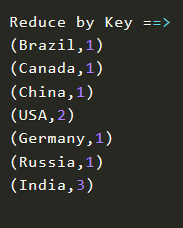 Reduce by Key ==>
(Brazil,1)
(Canada,1)
(China,1)
(USA,2)
(Germany,1)
(Russia,1)
(India,3)